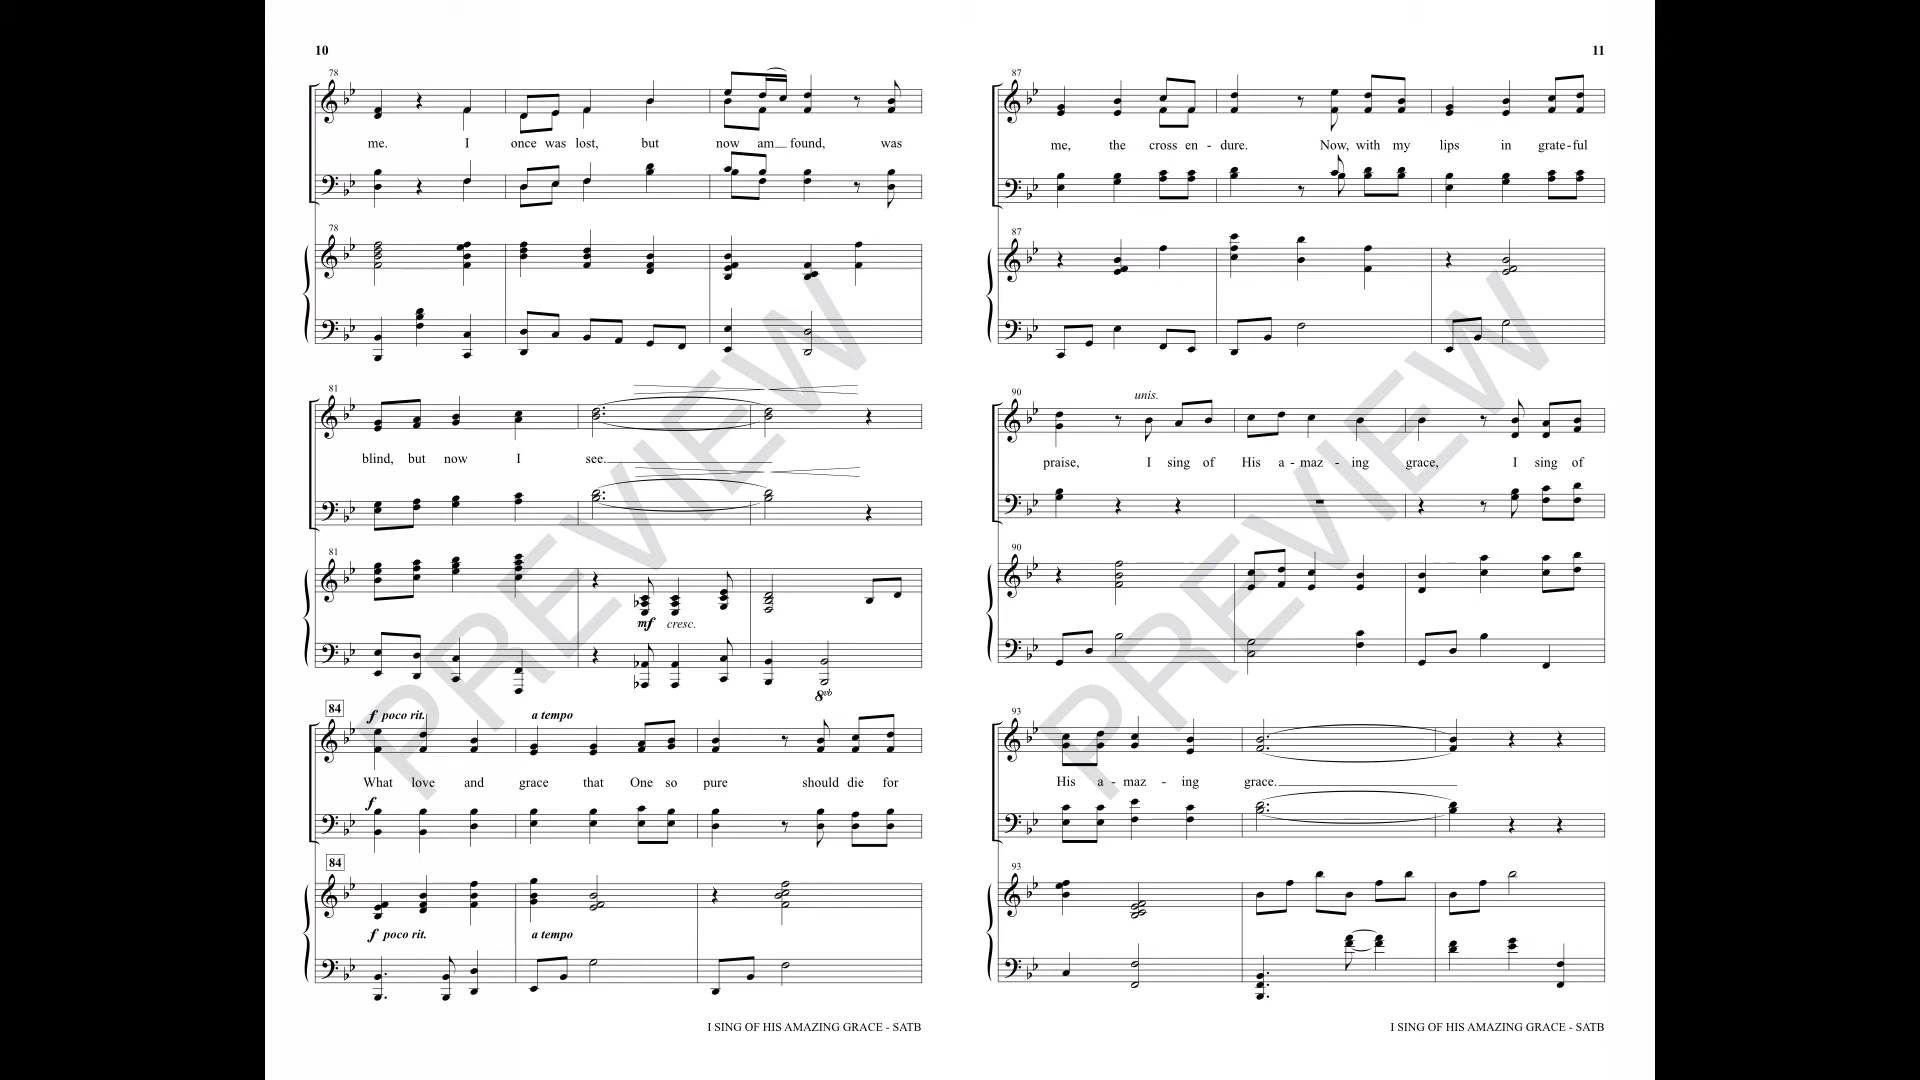 10
78
me. I once was lost, but now am found, was
78
81
blind, but now I see.
81
mf cresc.
8vb
84
f poco rit. a tempo
What love and grace that One so pure should die for
f
84
f poco rit. a tempo
I SING OF HIS AMAZING GRACE - SATB
11
87
me, the cross en - dure. Now, with my lips in grate - ful
87
90
unis.
praise, I sing of His a - maz - ing grace, I sing of
90
93
His a - maz - ing grace.
93
I SING OF HIS AMAZING GRACE - SATB
PREVIEW
PREVIEW